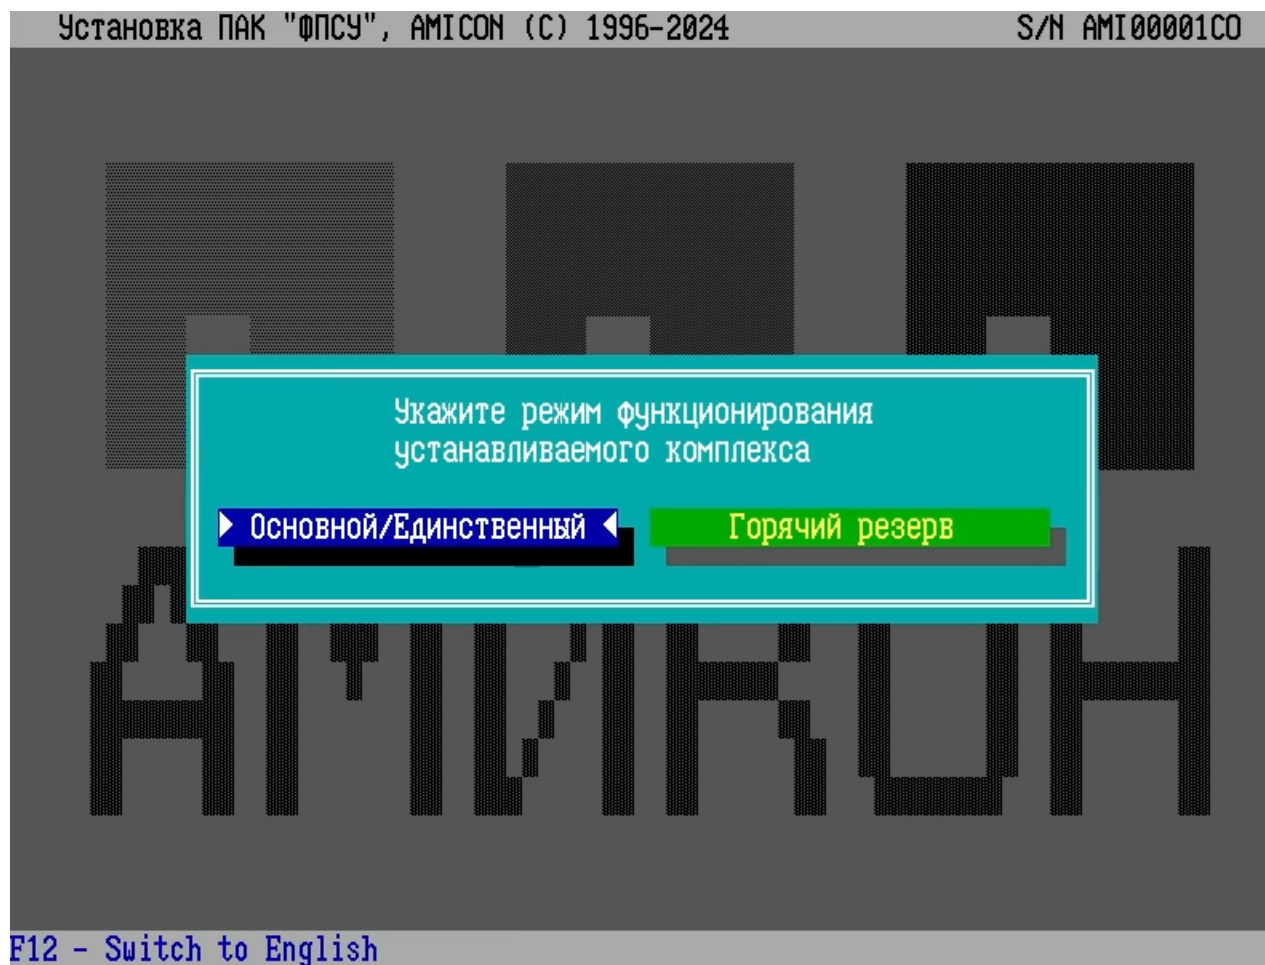 Установка ПАК "ФПСУ", AMICON (C) 1996-2024 S/N AMI00001CO
Укажите режим функционирования
устанавливаемого комплекса
Основной/Единственный Горячий резерв
АМИКОН
F12 - Switch to English